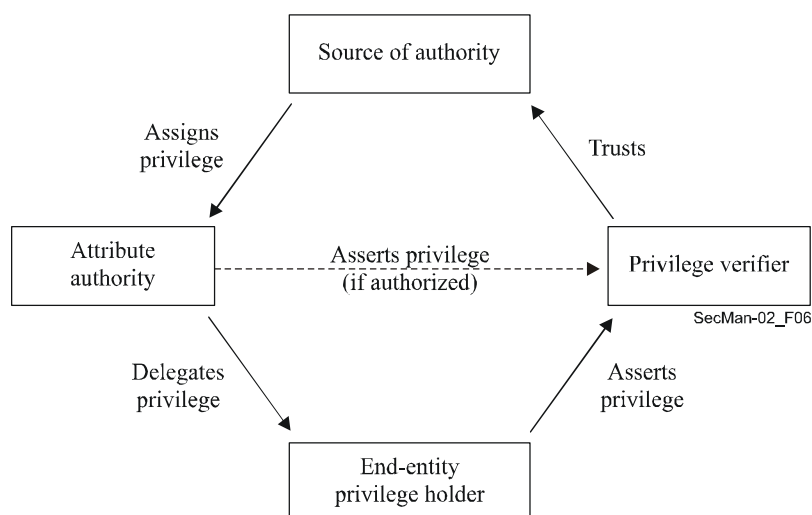 Source of authority
Assigns
privilege
Trusts
Attribute
authority
Asserts privilege
(if authorized)
Privilege verifier
SecMan-02_F06
Delegates
privilege
Asserts
privilege
End-entity
privilege holder